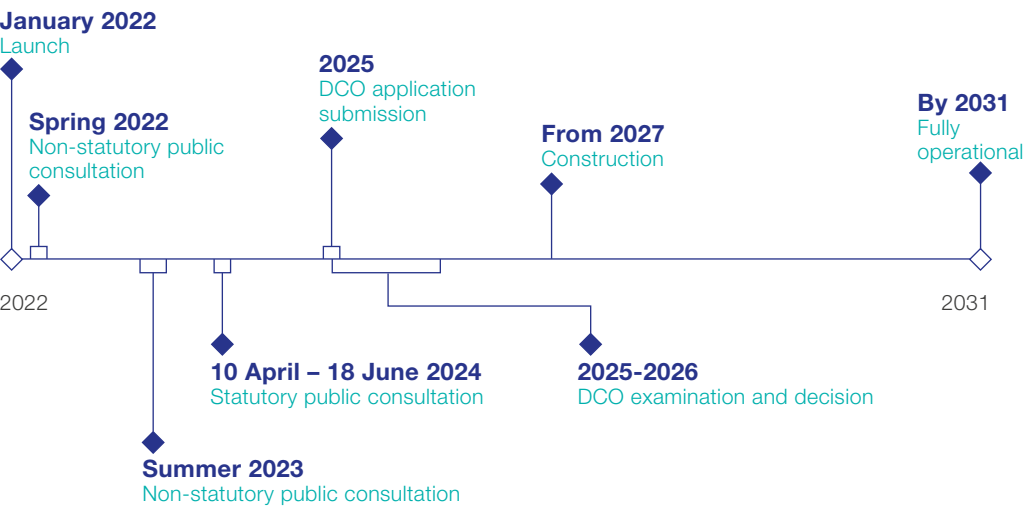 January 2022
Launch
Spring 2022
Non-statutory public
consultation
2025
DCO application
submission
From 2027
Construction
By 2031
Fully
operational
2022
2031
10 April – 18 June 2024
Statutory public consultation
2025-2026
DCO examination and decision
Summer 2023
Non-statutory public consultation